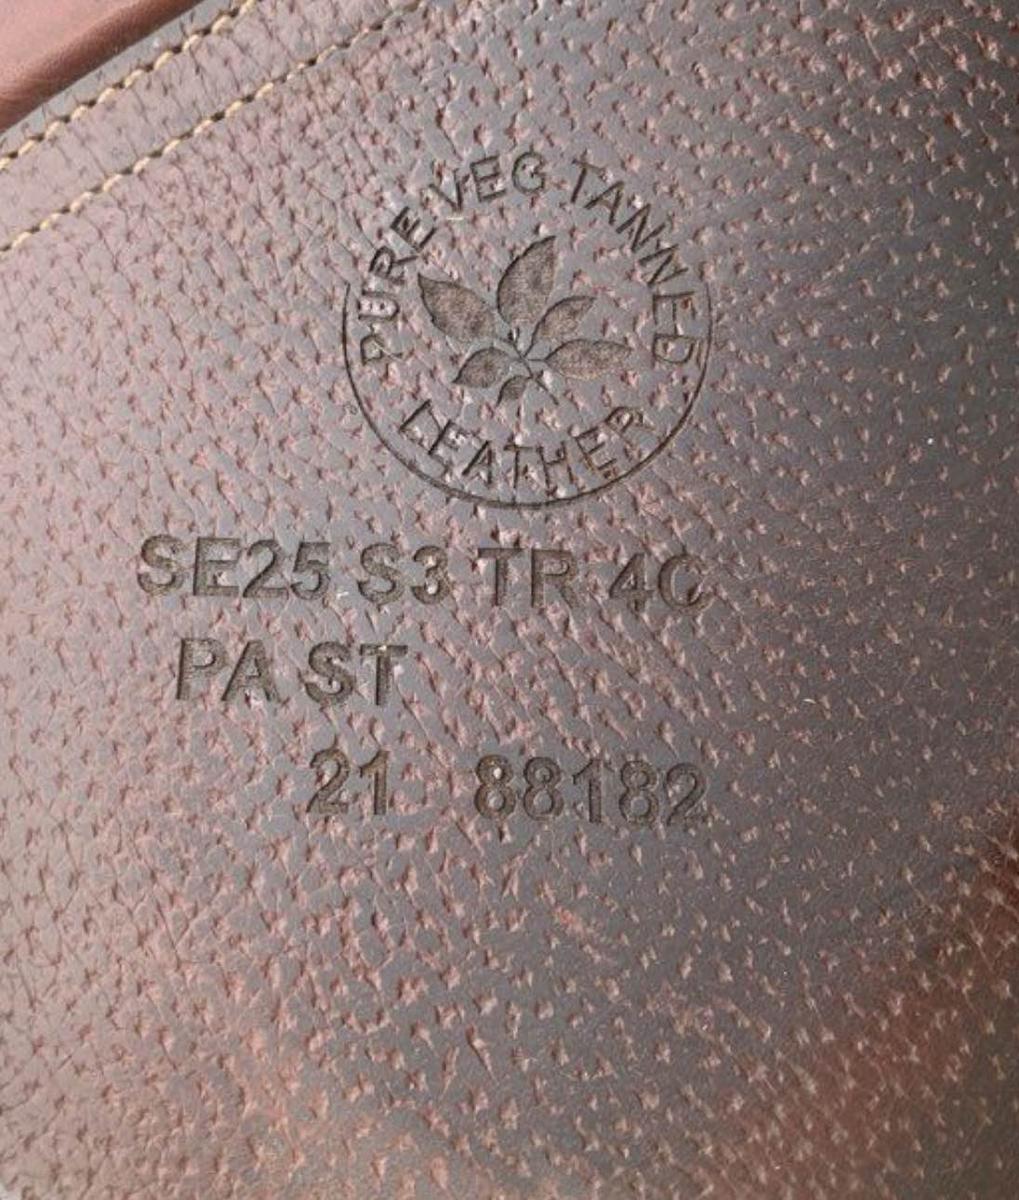 PURE VEG TANNED
LEATHER
SE25 S3 TR 4C
PA ST
21 88182